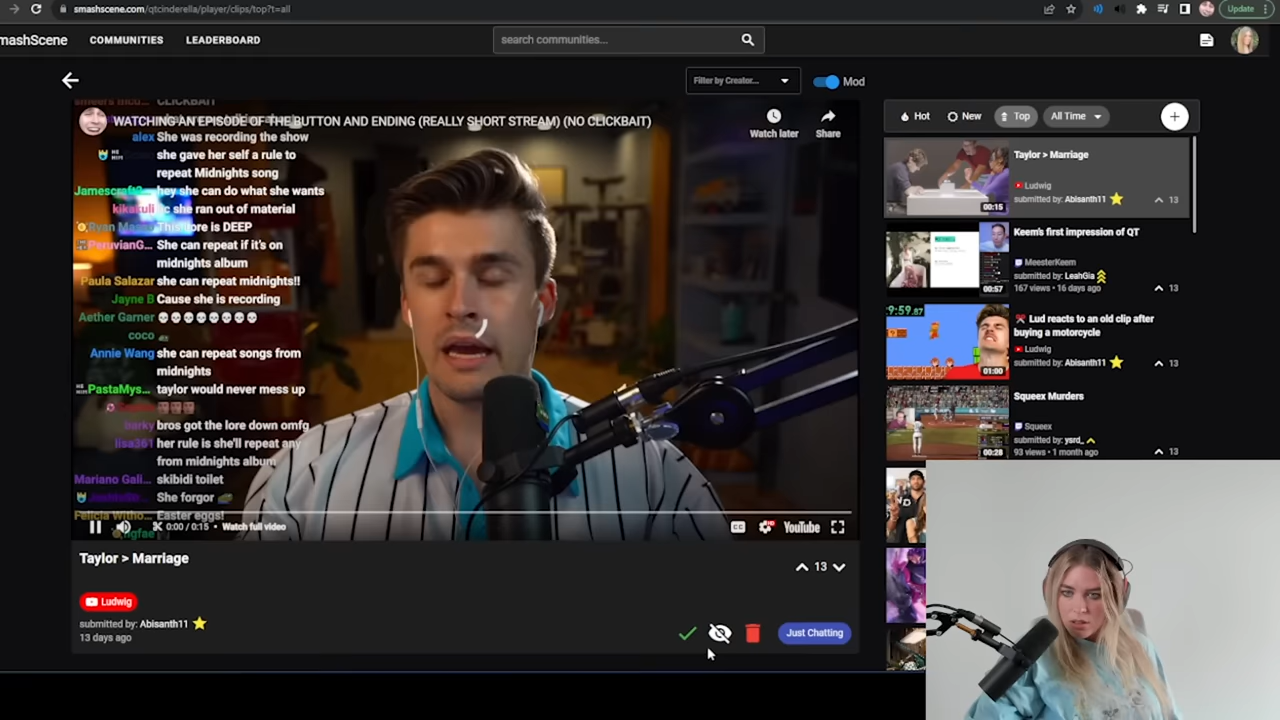 smashscene.com/qtcinderella/player/clips/top?t=all
Update
mashScene
COMMUNITIES
LEADERBOARD
search communities...
Filter by Creator...
Mod
WATCHING AN EPISODE OF THE BUTTON AND ENDING (REALLY SHORT STREAM) (NO CLICKBAIT)
Watch later
Share
CLICKBAIT
alex She was recording the show
she gave her self a rule to
repeat Midnights song
hey she can do what she wants
she ran out of material
lore is DEEP
PeruvianG... She can repeat if it's on
midnights album
Paula Salazar she can repeat midnights!!
Jayne B Cause she is recording
Aether Garner 💀💀💀💀💀💀💀💀
coco
Annie Wang she can repeat songs from
midnights
PastaMys... taylor would never mess up
bros got the lore down omfg
her rule is she'll repeat any
from midnights album
Mariano Gali... skibidi toilet
She forgor
Easter eggs!
0:00 / 0:15 • Watch full video
CC
HD
YouTube
Taylor > Marriage
13
Ludwig
submitted by: Abisanth11
13 days ago
Just Chatting
Hot
New
Top
All Time
+
Taylor > Marriage
Ludwig
submitted by: Abisanth11
13
00:15
Keem's first impression of QT
MeesterKeem
submitted by: LeahGia
167 views • 16 days ago
13
00:57
Lud reacts to an old clip after
buying a motorcycle
Ludwig
submitted by: Abisanth11
13
01:00
Squeex Murders
Squeex
submitted by: ysrd_
93 views • 1 month ago
13
00:28